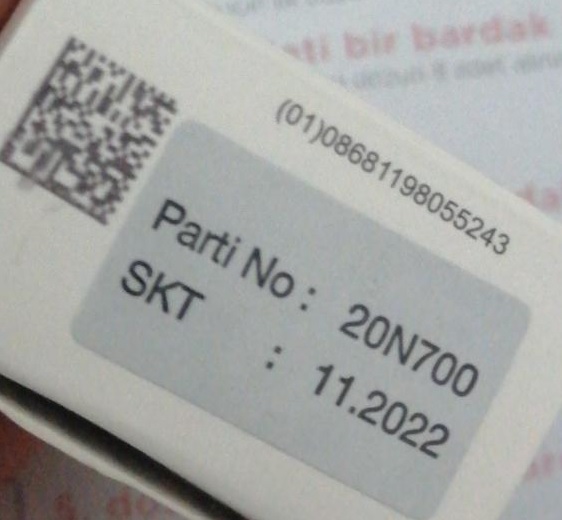 ti bir bardak
(01)08681198055243
Parti No : 20N700
SKT : 11.2022